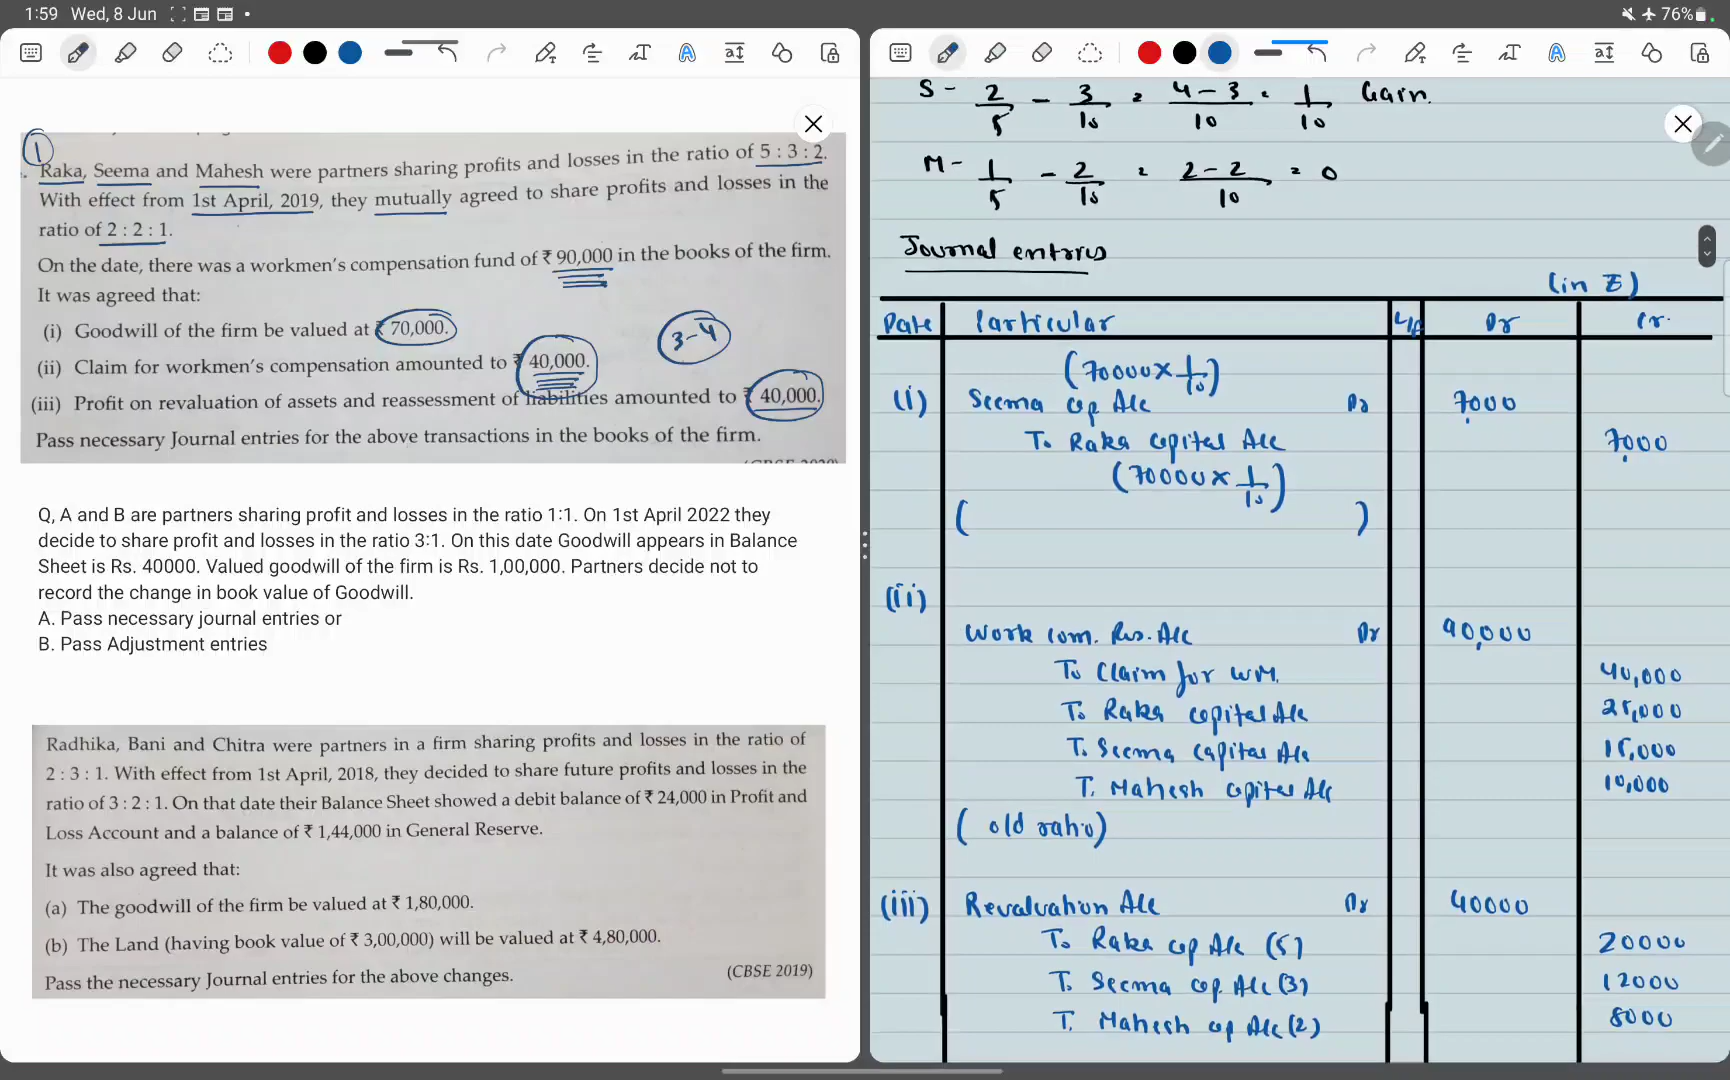 1:59 Wed, 8 Jun
76%
1
Raka, Seema and Mahesh were partners sharing profits and losses in the ratio of 5 : 3 : 2.
With effect from 1st April, 2019, they mutually agreed to share profits and losses in the
ratio of 2 : 2 : 1.
On the date, there was a workmen's compensation fund of ₹ 90,000 in the books of the firm.
It was agreed that:
(i) Goodwill of the firm be valued at ₹ 70,000.
3-4
(ii) Claim for workmen's compensation amounted to ₹ 40,000.
(iii) Profit on revaluation of assets and reassessment of liabilities amounted to ₹ 40,000.
Pass necessary Journal entries for the above transactions in the books of the firm.
Q, A and B are partners sharing profit and losses in the ratio 1:1. On 1st April 2022 they
decide to share profit and losses in the ratio 3:1. On this date Goodwill appears in Balance
Sheet is Rs. 40000. Valued goodwill of the firm is Rs. 1,00,000. Partners decide not to
record the change in book value of Goodwill.
A. Pass necessary journal entries or
B. Pass Adjustment entries
Radhika, Bani and Chitra were partners in a firm sharing profits and losses in the ratio of
2 : 3 : 1. With effect from 1st April, 2018, they decided to share future profits and losses in the
ratio of 3 : 2 : 1. On that date their Balance Sheet showed a debit balance of ₹ 24,000 in Profit and
Loss Account and a balance of ₹ 1,44,000 in General Reserve.
It was also agreed that:
(a) The goodwill of the firm be valued at ₹ 1,80,000.
(b) The Land (having book value of ₹ 3,00,000) will be valued at ₹ 4,80,000.
Pass the necessary Journal entries for the above changes.
(CBSE 2019)
S - 2/5 - 3/10 = 4-3/10 = 1/10 Gain.
M - 1/5 - 2/10 = 2-2/10 = 0
Journal entries
(in ₹)
Date Particular L/f Dr Cr.
(70000 x 1/10)
(i) Seema cap A/c Dr 7000
To Raka capital A/c 7000
(70000 x 1/10)
( )
(ii)
Work com. Res. A/c Dr 90,000
To Claim for WM. 40,000
To Raka capital A/c 25,000
To Seema capital A/c 15,000
To Mahesh capital A/c 10,000
( old ratio)
(iii) Revaluation A/c Dr 40000
To Raka cap A/c (5) 20000
To Seema cap. A/c (3) 12000
To Mahesh cap A/c (2) 8000